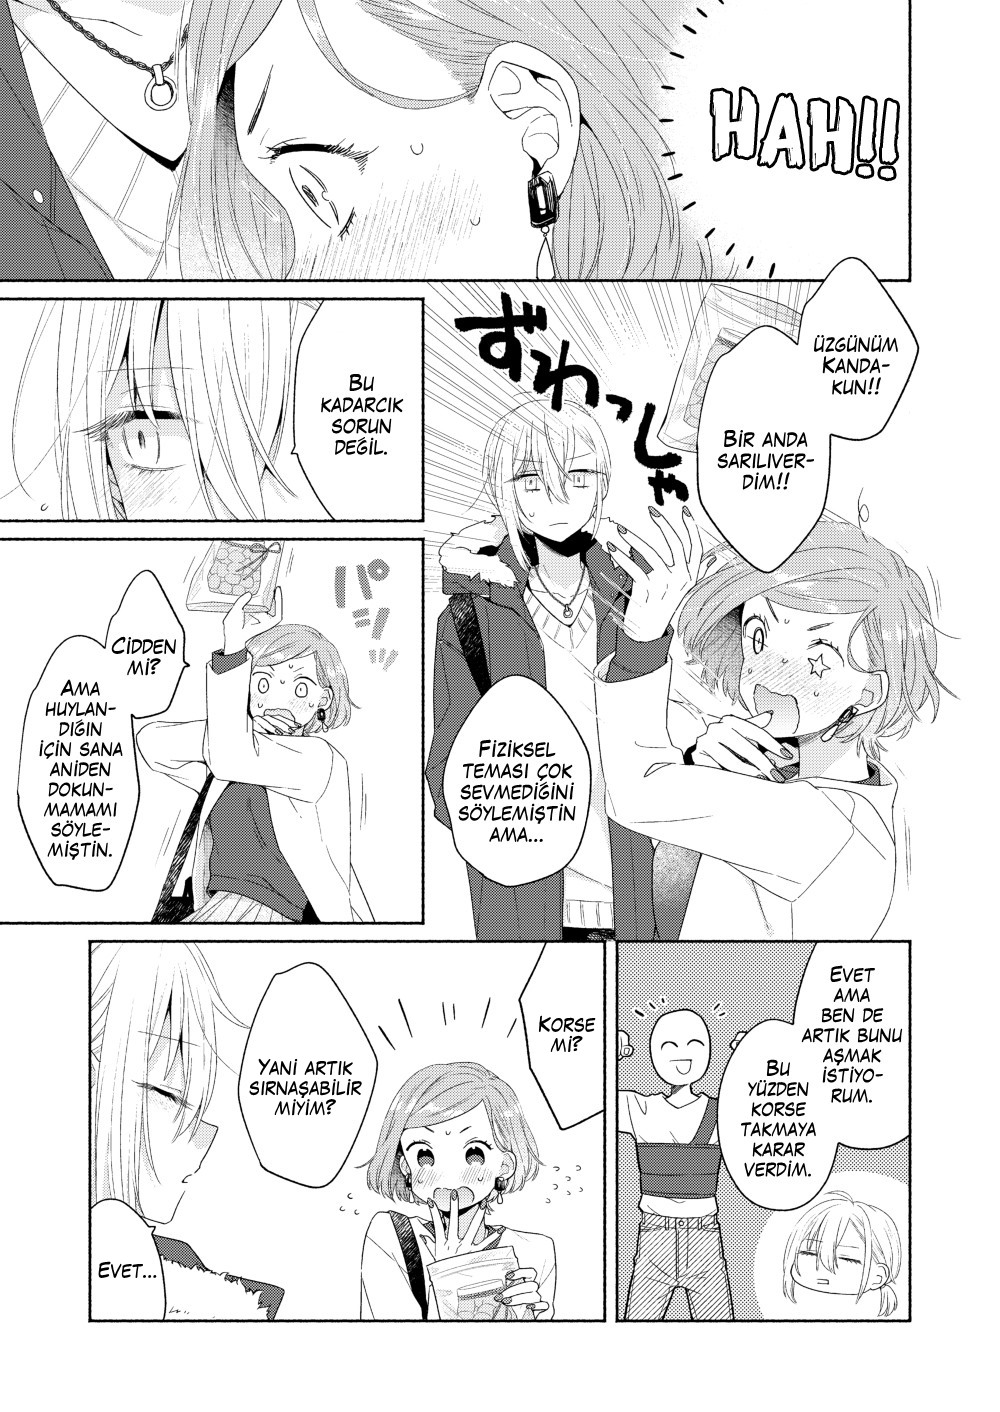 HAH!!
ÜZGÜNÜM
KANDA-
KUN!!
BİR ANDA
SARILIVER-
DİM!!
ずわっしゃ
FİZİKSEL
TEMASI ÇOK
SEVMEDİĞİNİ
SÖYLEMİŞTİN
AMA...
BU
KADARCIK
SORUN
DEĞİL.
パシッ
CİDDEN
Mİ?
AMA
HUYLAN-
DIĞIN
İÇİN SANA
ANİDEN
DOKUN-
MAMAMI
SÖYLE-
MİŞTİN.
EVET
AMA
BEN DE
ARTIK BUNU
AŞMAK
İSTİYO-
RUM.
BU
YÜZDEN
KORSE
TAKMAYA
KARAR
VERDİM.
KORSE
Mİ?
YANİ ARTIK
SIRNAŞABİLİR
MİYİM?
EVET...